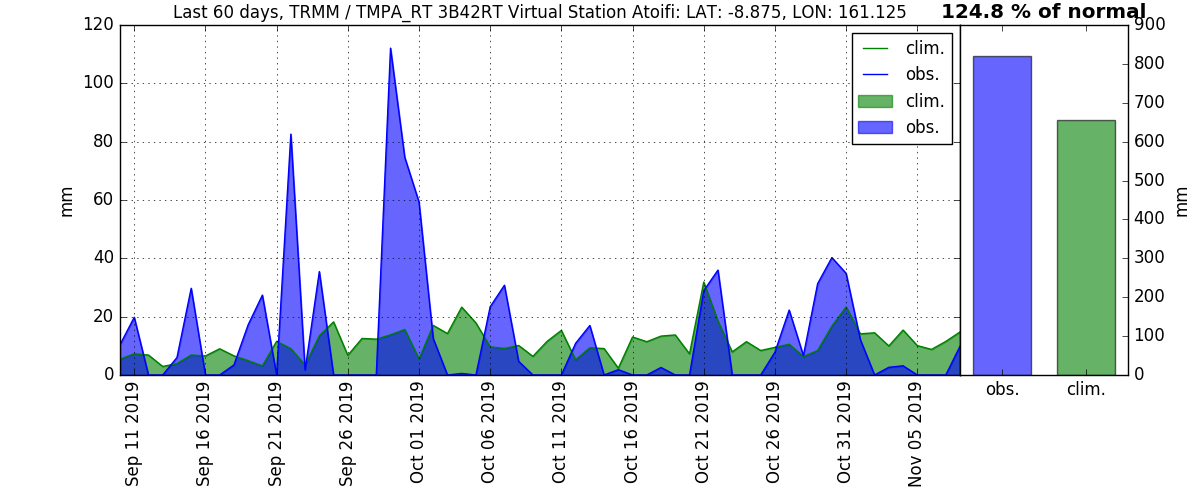 Last 60 days, TRMM / TMPA_RT 3B42RT Virtual Station Atoifi: LAT: -8.875, LON: 161.125
124.8 % of normal
120
100
80
60
40
20
0
mm
clim.
obs.
clim.
obs.
Sep 11 2019
Sep 16 2019
Sep 21 2019
Sep 26 2019
Oct 01 2019
Oct 06 2019
Oct 11 2019
Oct 16 2019
Oct 21 2019
Oct 26 2019
Oct 31 2019
Nov 05 2019
900
800
700
600
500
400
300
200
100
0
mm
obs.
clim.